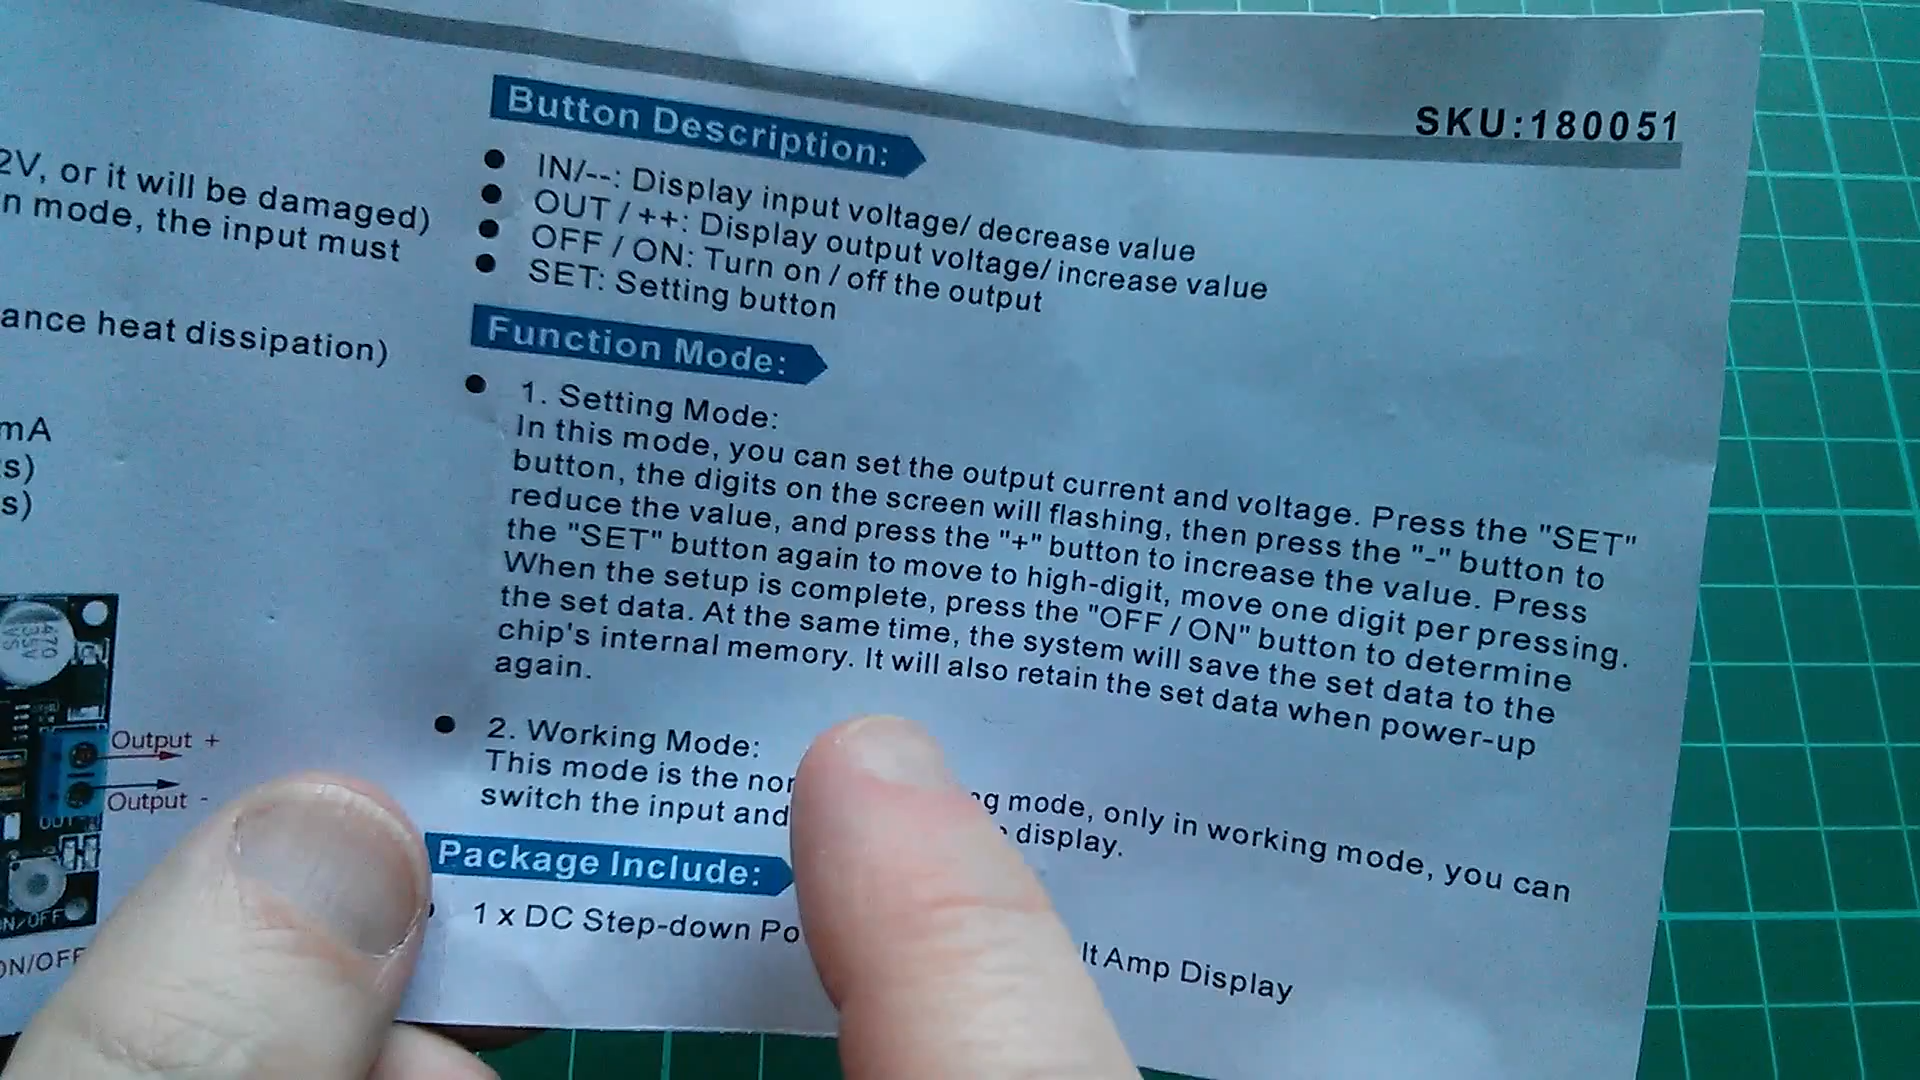 SKU:180051
2V, or it will be damaged)
n mode, the input must
ance heat dissipation)
mA
s)
s)
470
35V
VS
Output +
Output -
OUT
N/OFF
ON/OFF
Button Description:
IN/--: Display input voltage/ decrease value
OUT / ++: Display output voltage/ increase value
OFF / ON: Turn on / off the output
SET: Setting button
Function Mode:
1. Setting Mode:
In this mode, you can set the output current and voltage. Press the "SET"
button, the digits on the screen will flashing, then press the "-" button to
reduce the value, and press the "+" button to increase the value. Press
the "SET" button again to move to high-digit, move one digit per pressing.
When the setup is complete, press the "OFF / ON" button to determine
the set data. At the same time, the system will save the set data to the
chip's internal memory. It will also retain the set data when power-up
again.
2. Working Mode:
This mode is the nor g mode, only in working mode, you can
switch the input and display.
Package Include:
1 x DC Step-down Po lt Amp Display